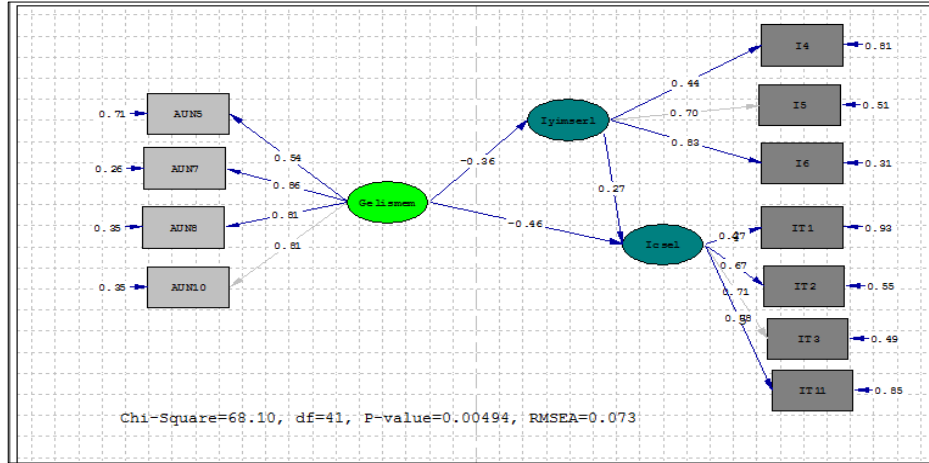 I4
0.81
0.44
I5
0.51
0.70
0.71
AUN5
Iyimserl
I6
0.31
0.83
0.54
-0.36
0.26
AUN7
0.86
0.27
Gelismem
0.81
-0.46
IT1
0.93
0.35
AUN8
Icsel
0.67
IT2
0.55
0.81
0.71
0.35
AUN10
IT3
0.49
IT11
0.85
Chi-Square=68.10, df=41, P-value=0.00494, RMSEA=0.073